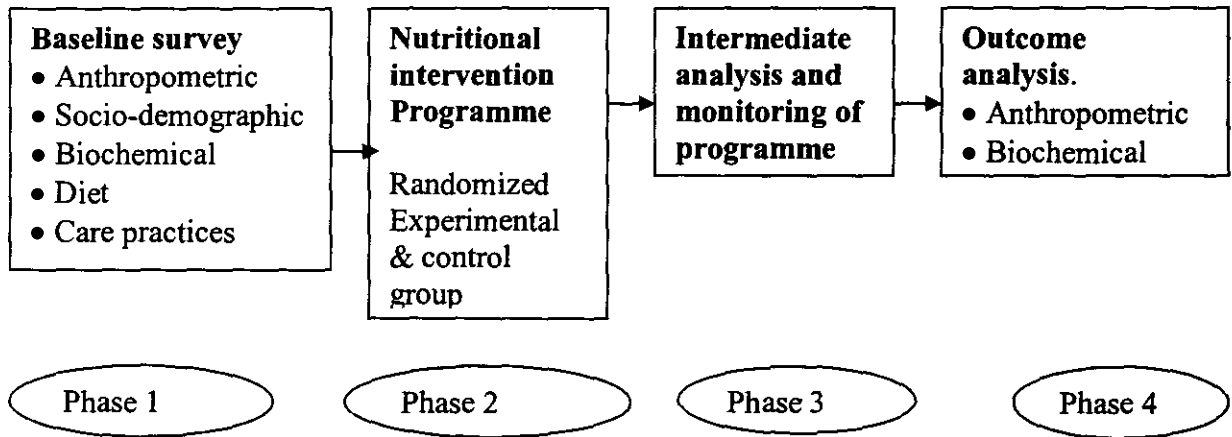 Baseline survey
• Anthropometric
• Socio-demographic
• Biochemical
• Diet
• Care practices
Nutritional
intervention
Programme
Randomized
Experimental
& control
group
Intermediate
analysis and
monitoring of
programme
Outcome
analysis.
• Anthropometric
• Biochemical
Phase 1
Phase 2
Phase 3
Phase 4